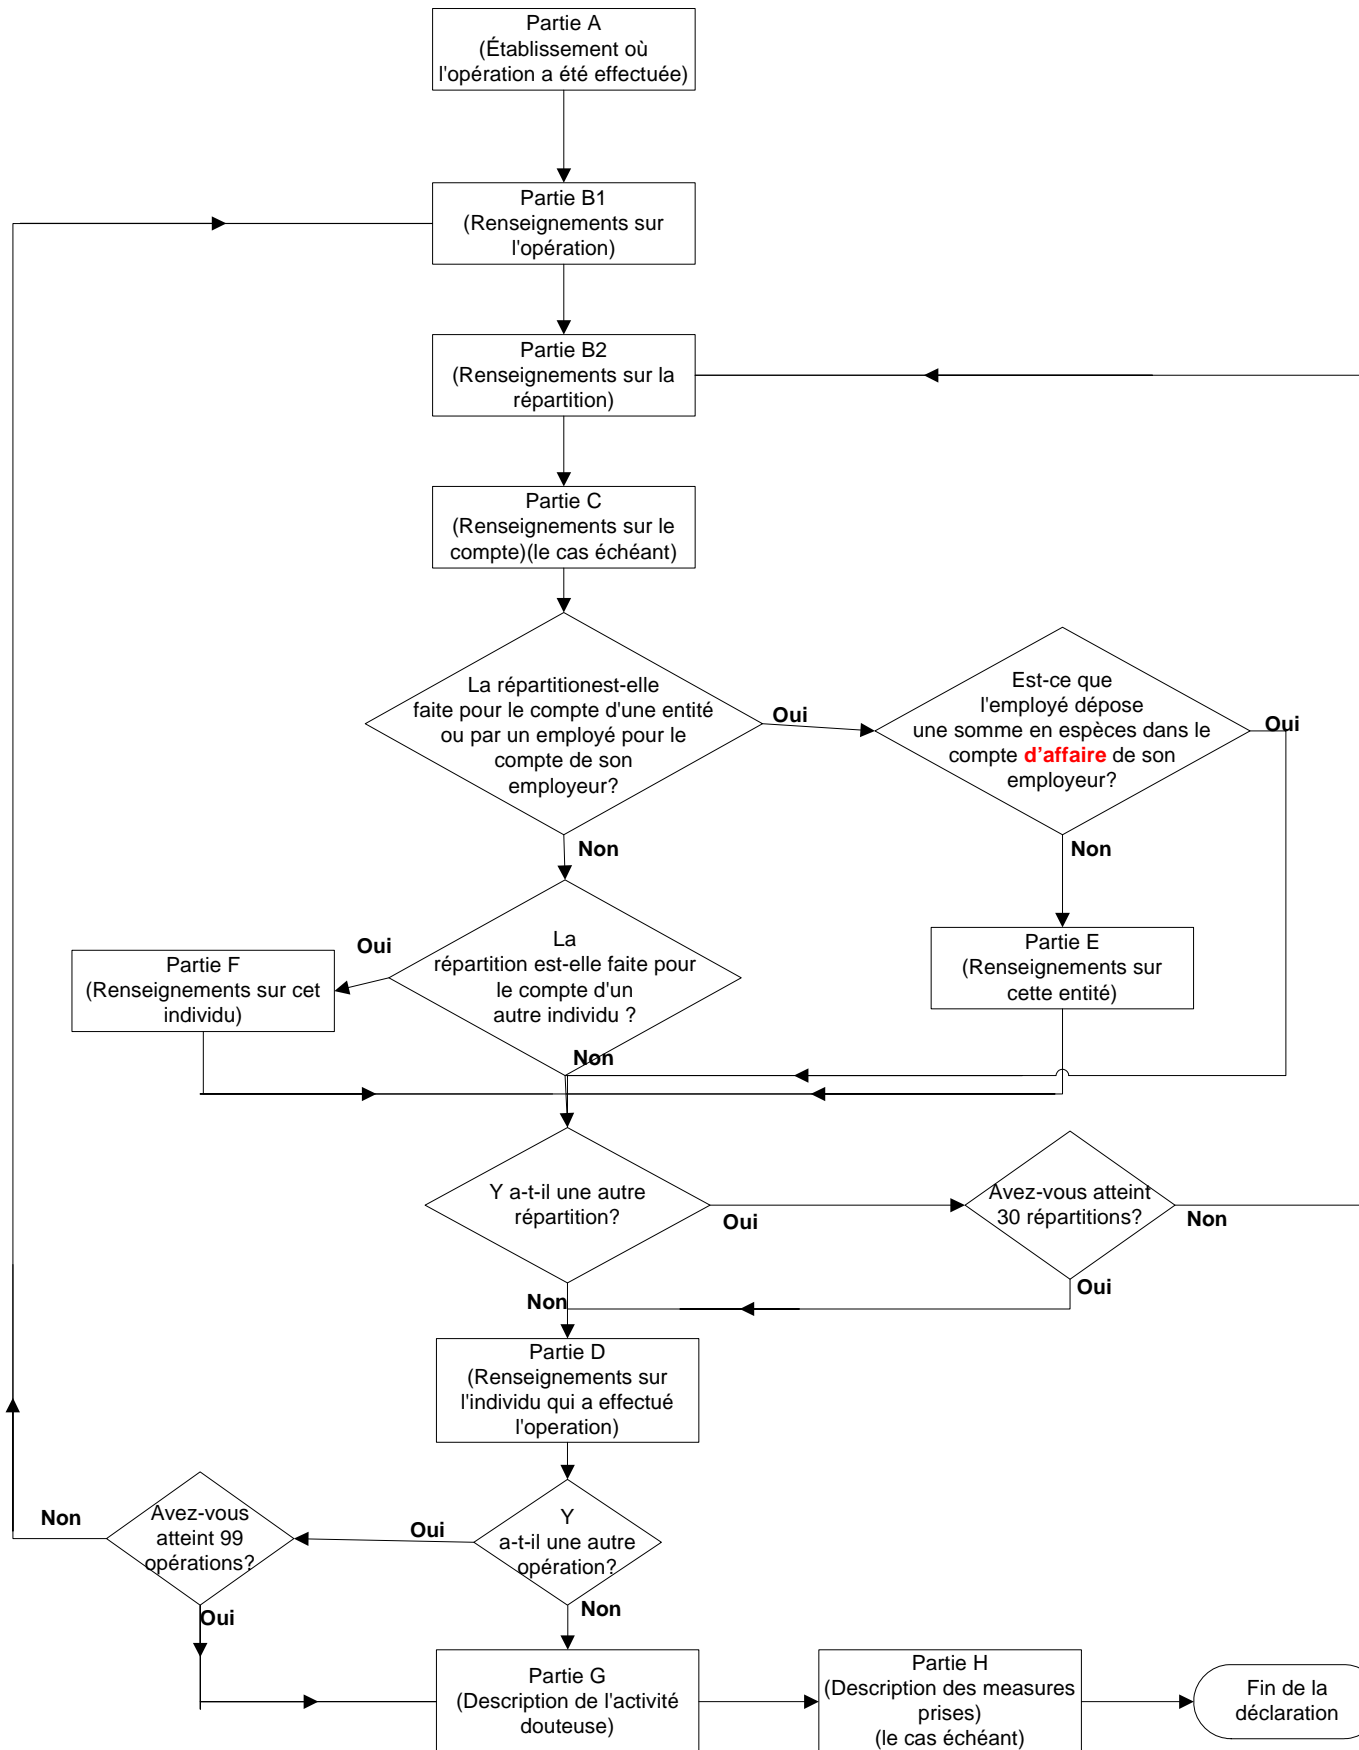 Partie A
(Établissement où
l'opération a été effectuée)
Partie B1
(Renseignements sur
l'opération)
Partie B2
(Renseignements sur la
répartition)
Partie C
(Renseignements sur le
compte)(le cas échéant)
La répartitionest-elle
faite pour le compte d'une entité
ou par un employé pour le
compte de son
employeur?
Oui
Est-ce que
l'employé dépose
une somme en espèces dans le
compte d'affaire de son
employeur?
Oui
Non
Non
La
répartition est-elle faite pour
le compte d'un
autre individu ?
Oui
Partie F
(Renseignements sur cet
individu)
Partie E
(Renseignements sur
cette entité)
Non
Y a-t-il une autre
répartition?
Oui
Avez-vous atteint
30 répartitions?
Non
Oui
Non
Partie D
(Renseignements sur
l'individu qui a effectué
l'operation)
Y
a-t-il une autre
opération?
Oui
Avez-vous
atteint 99
opérations?
Non
Oui
Non
Partie G
(Description de l'activité
douteuse)
Partie H
(Description des measures
prises)
(le cas échéant)
Fin de la
déclaration